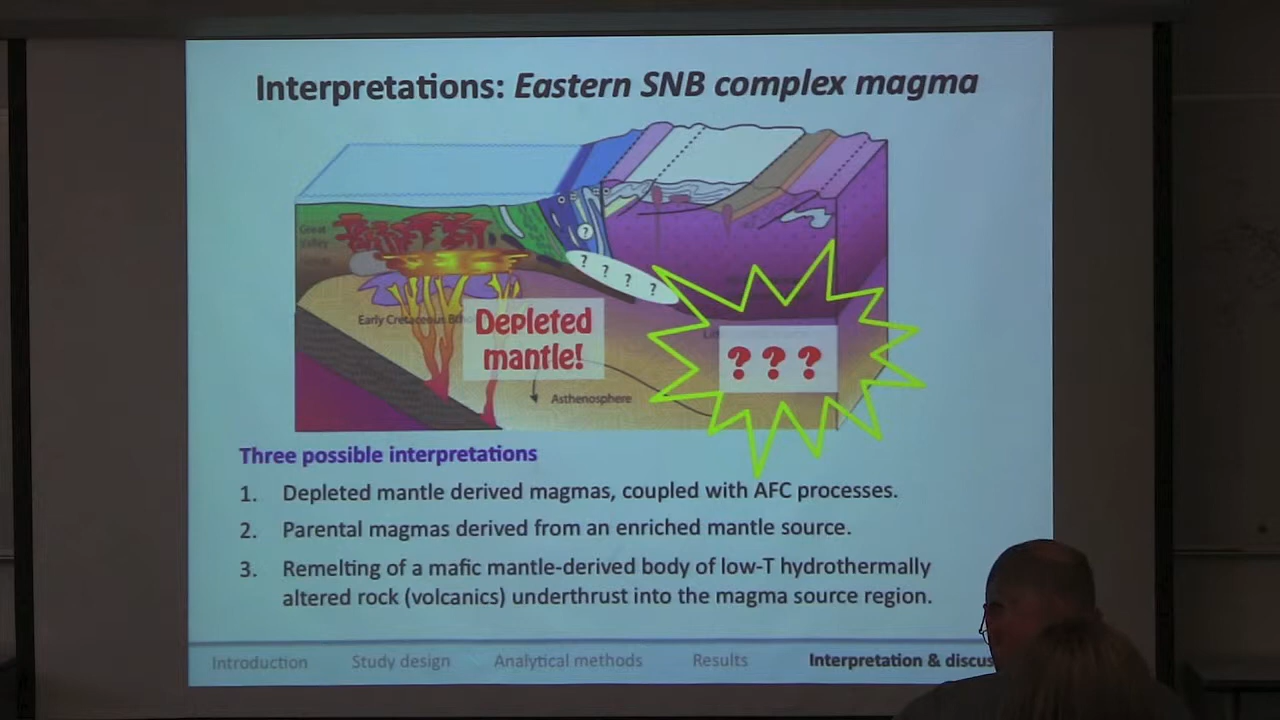 Interpretations: Eastern SNB complex magma
Great
Valley
?
? ? ? ?
Early Cretaceous
Depleted
mantle!
? ? ?
Asthenosphere
Three possible interpretations
1. Depleted mantle derived magmas, coupled with AFC processes.
2. Parental magmas derived from an enriched mantle source.
3. Remelting of a mafic mantle-derived body of low-T hydrothermally
altered rock (volcanics) underthrust into the magma source region.
Introduction Study design Analytical methods Results Interpretation & discus